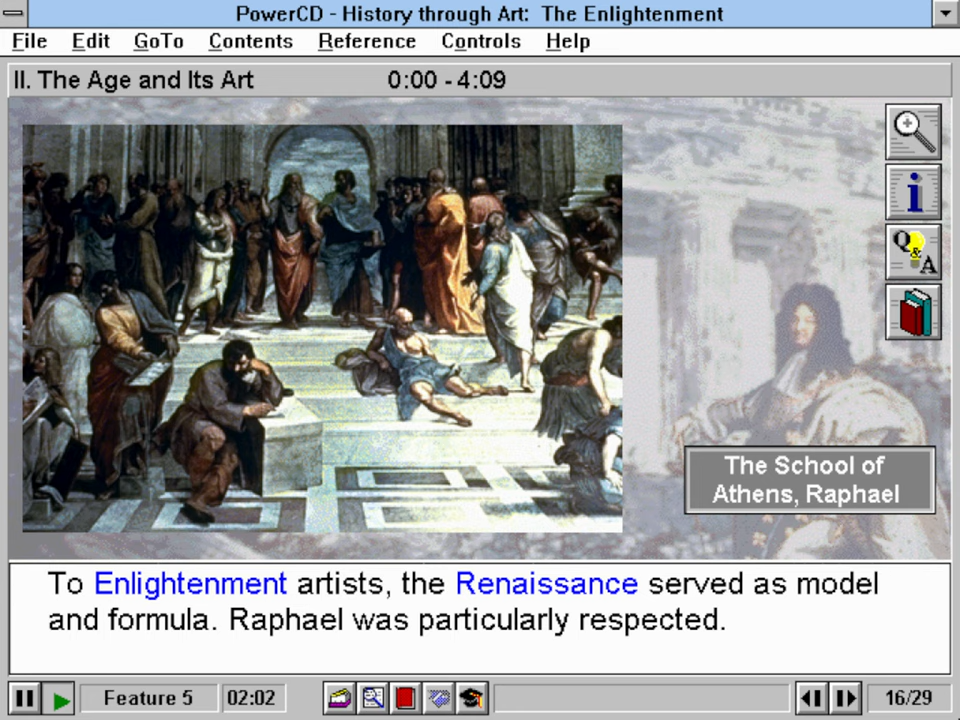 PowerCD - History through Art: The Enlightenment
File Edit GoTo Contents Reference Controls Help
II. The Age and Its Art 0:00 - 4:09
i
Q & A
The School of
Athens, Raphael
To Enlightenment artists, the Renaissance served as model
and formula. Raphael was particularly respected.
Feature 5 02:02 16/29